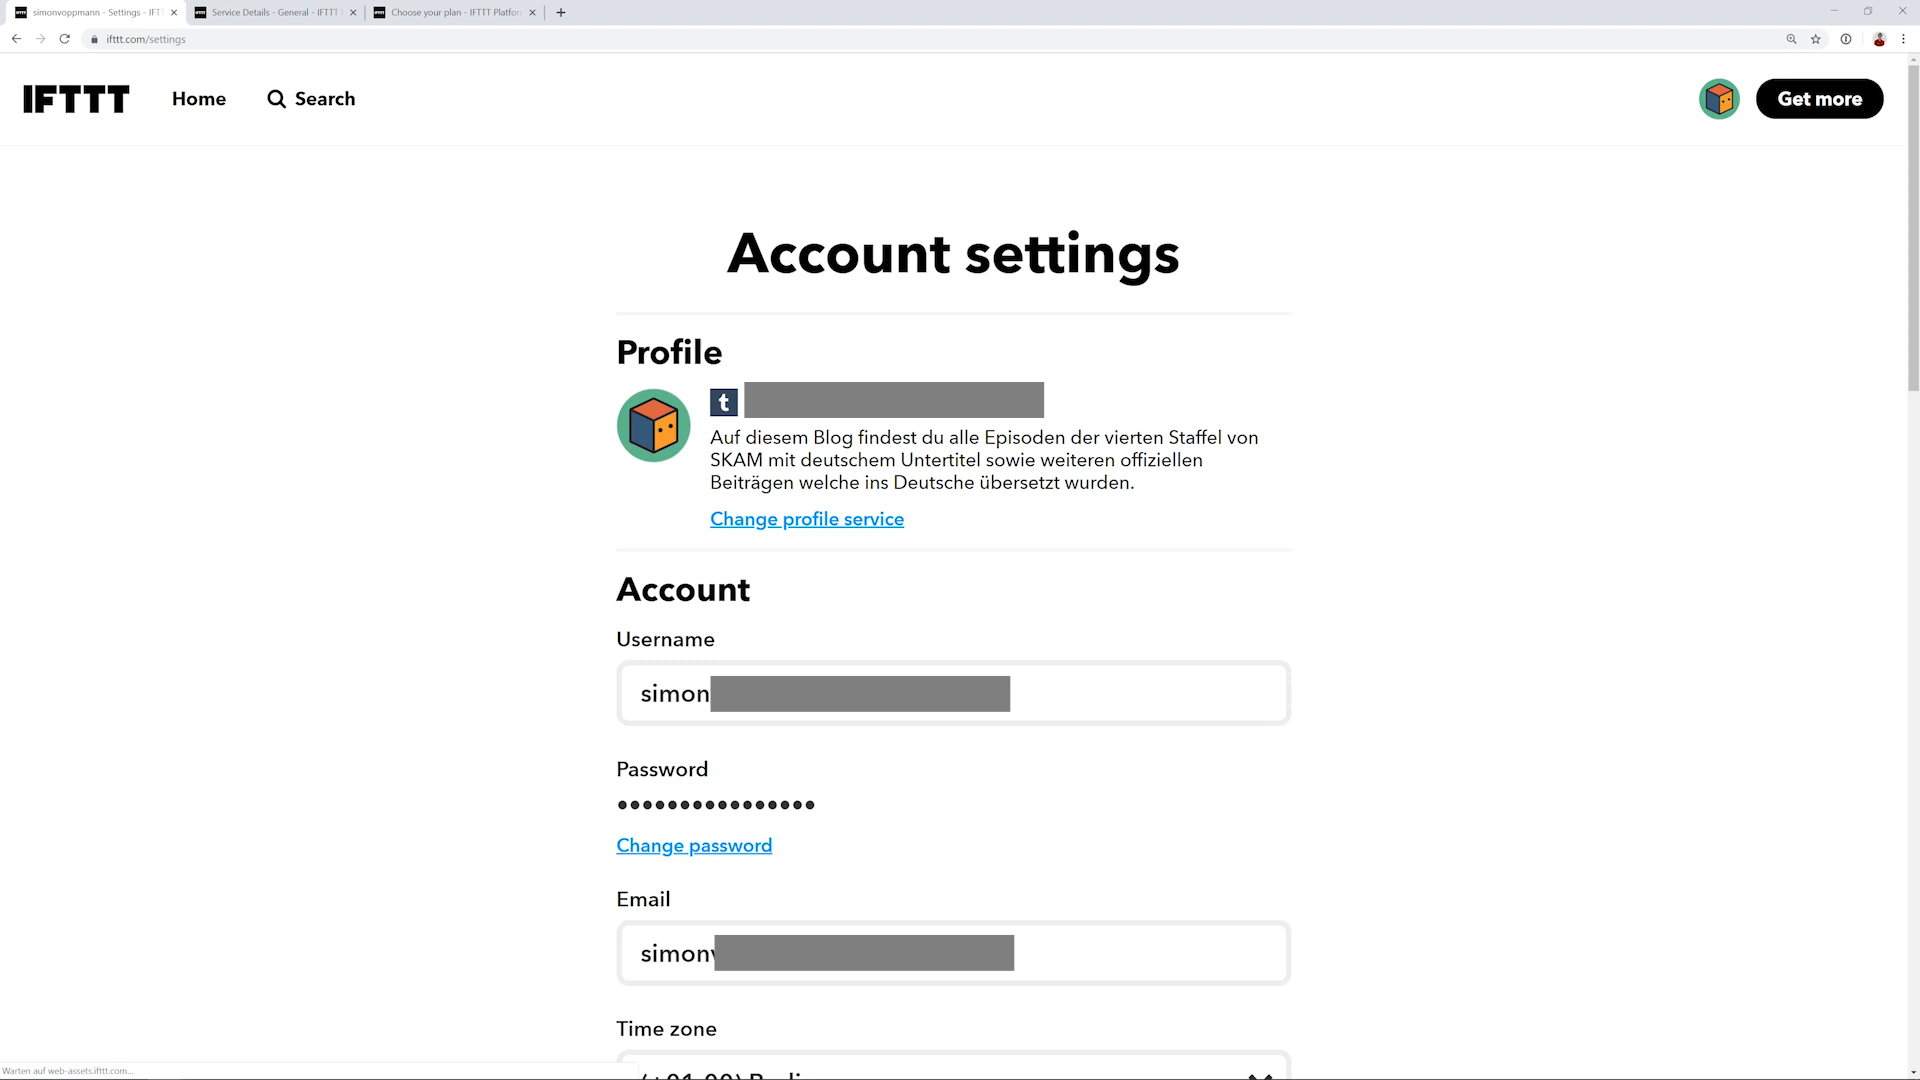 simonvoppmann - Settings - IFT
Service Details - General - IFTTT
Choose your plan - IFTTT Platfor
ifttt.com/settings
IFTTT
Home
Search
Get more
Account settings
Profile
t
Auf diesem Blog findest du alle Episoden der vierten Staffel von
SKAM mit deutschem Untertitel sowie weiteren offiziellen
Beiträgen welche ins Deutsche übersetzt wurden.
Change profile service
Account
Username
simon
Password
Change password
Email
simonv
Time zone
Warten auf web-assets.ifttt.com...